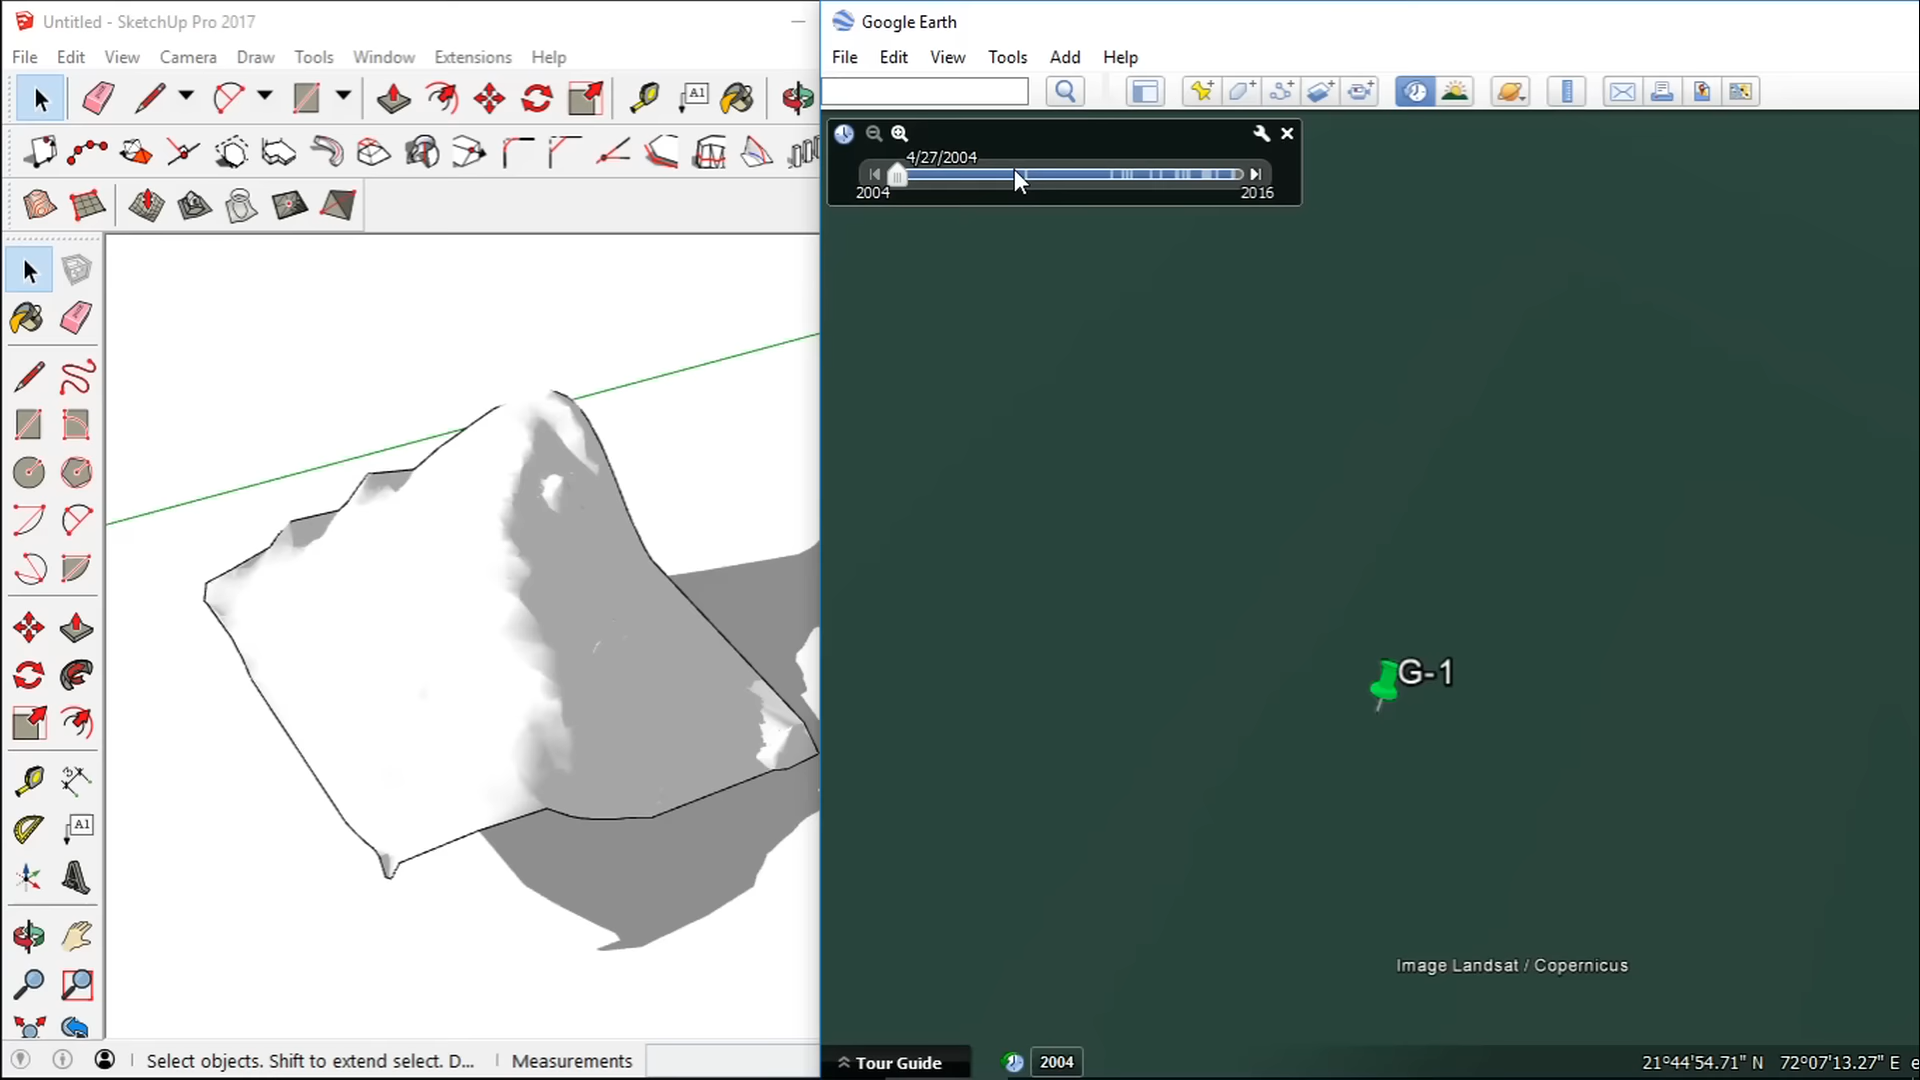 Untitled - SketchUp Pro 2017
File Edit View Camera Draw Tools Window Extensions Help
A1
A1
Select objects. Shift to extend select. D...
Measurements
Google Earth
File Edit View Tools Add Help
4/27/2004
2004
2016
G-1
Image Landsat / Copernicus
Tour Guide
2004
21°44'54.71" N 72°07'13.27" E e